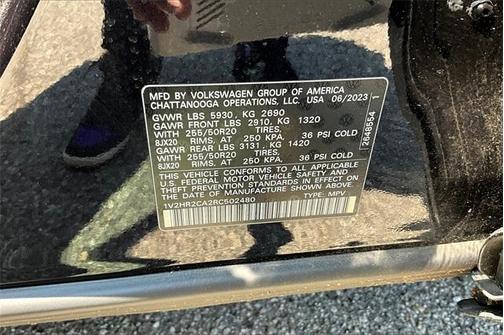 MFD BY VOLKSWAGEN GROUP OF AMERICA
CHATTANOOGA OPERATIONS, LLC. USA 06/2023
GVWR LBS 5930, KG 2690
GAWR FRONT LBS 2910, KG 1320
WITH 255/50R20 TIRES,
8JX20 RIMS, AT 250 KPA, 36 PSI COLD
GAWR REAR LBS 3131, KG 1420
WITH 255/50R20 TIRES,
8JX20 RIMS, AT 250 KPA, 36 PSI COLD
THIS VEHICLE CONFORMS TO ALL APPLICABLE
U.S. FEDERAL MOTOR VEHICLE SAFETY AND
THEFT PREVENTION STANDARDS IN EFFECT ON
THE DATE OF MANUFACTURE SHOWN ABOVE.
1V2HR2CA2RC502480 TYPE: MPV
2648554 1